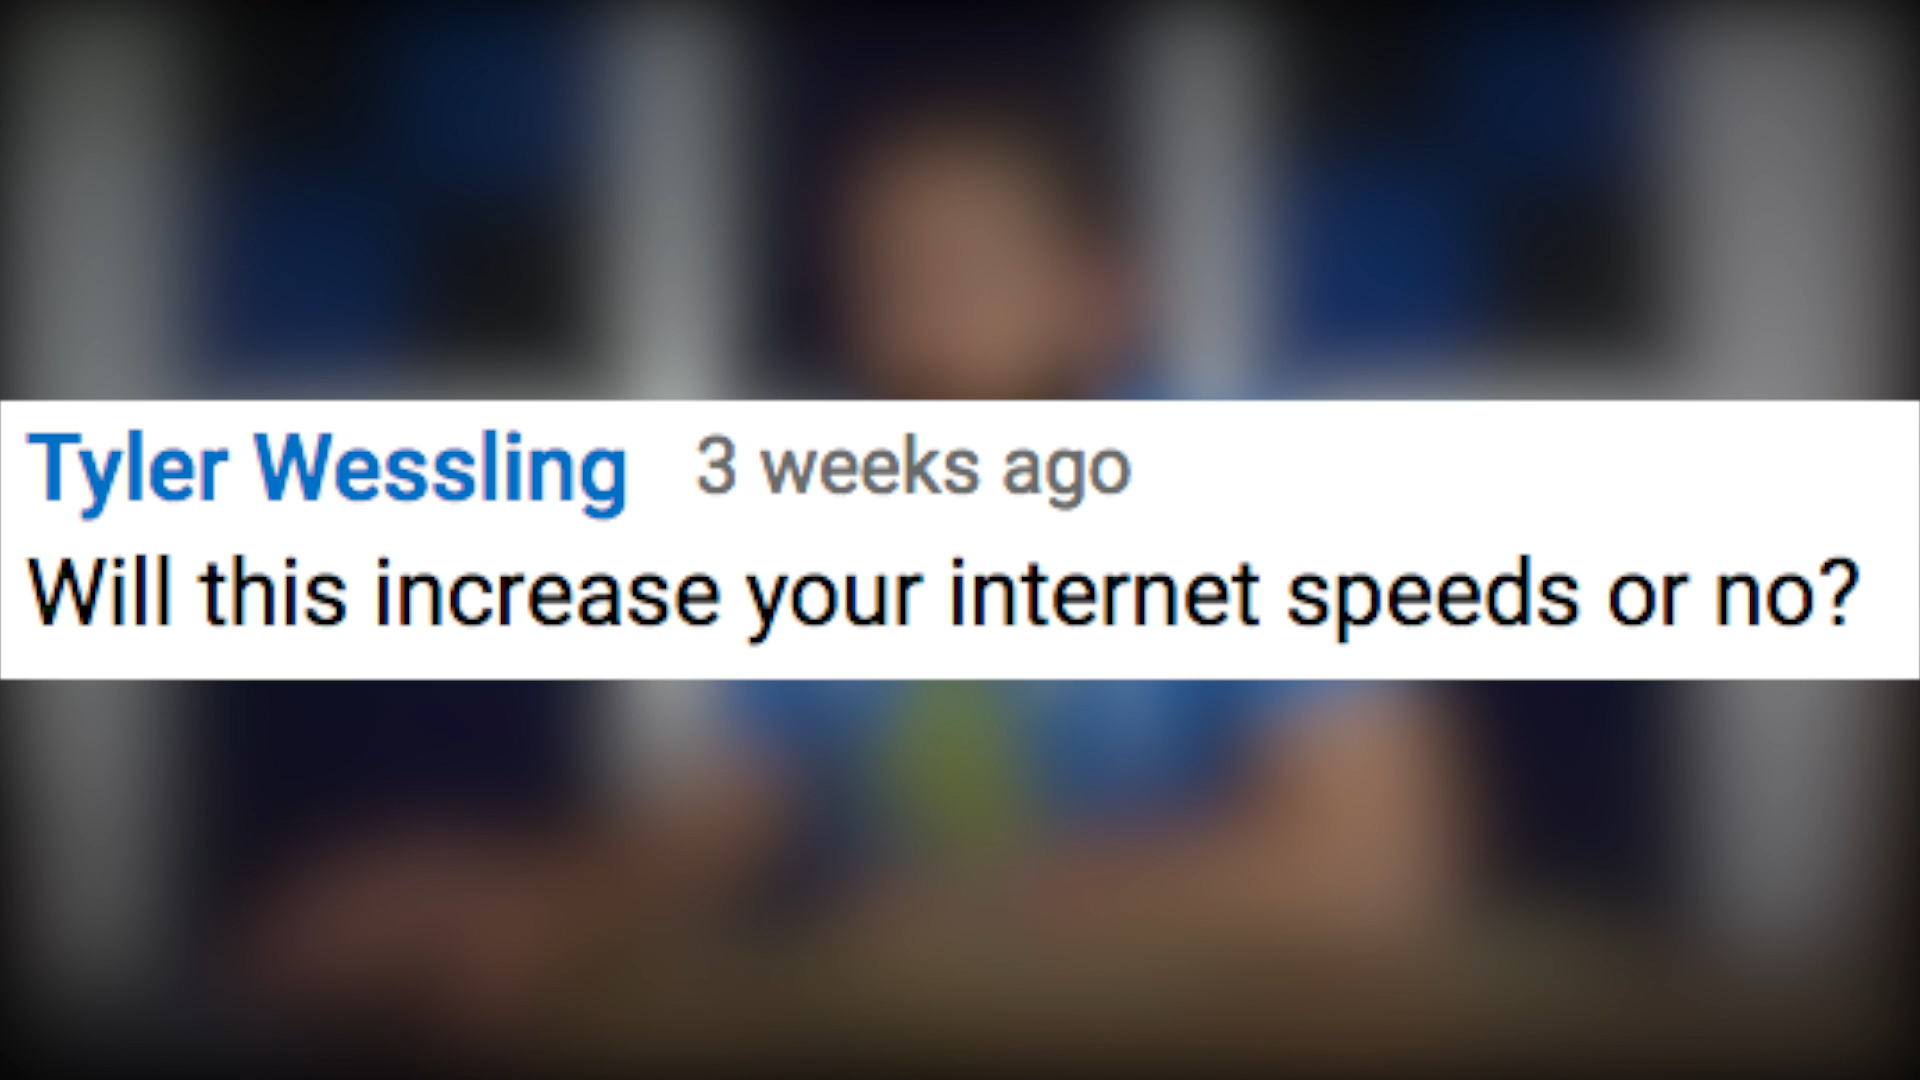 Tyler Wessling 3 weeks ago
Will this increase your internet speeds or no?